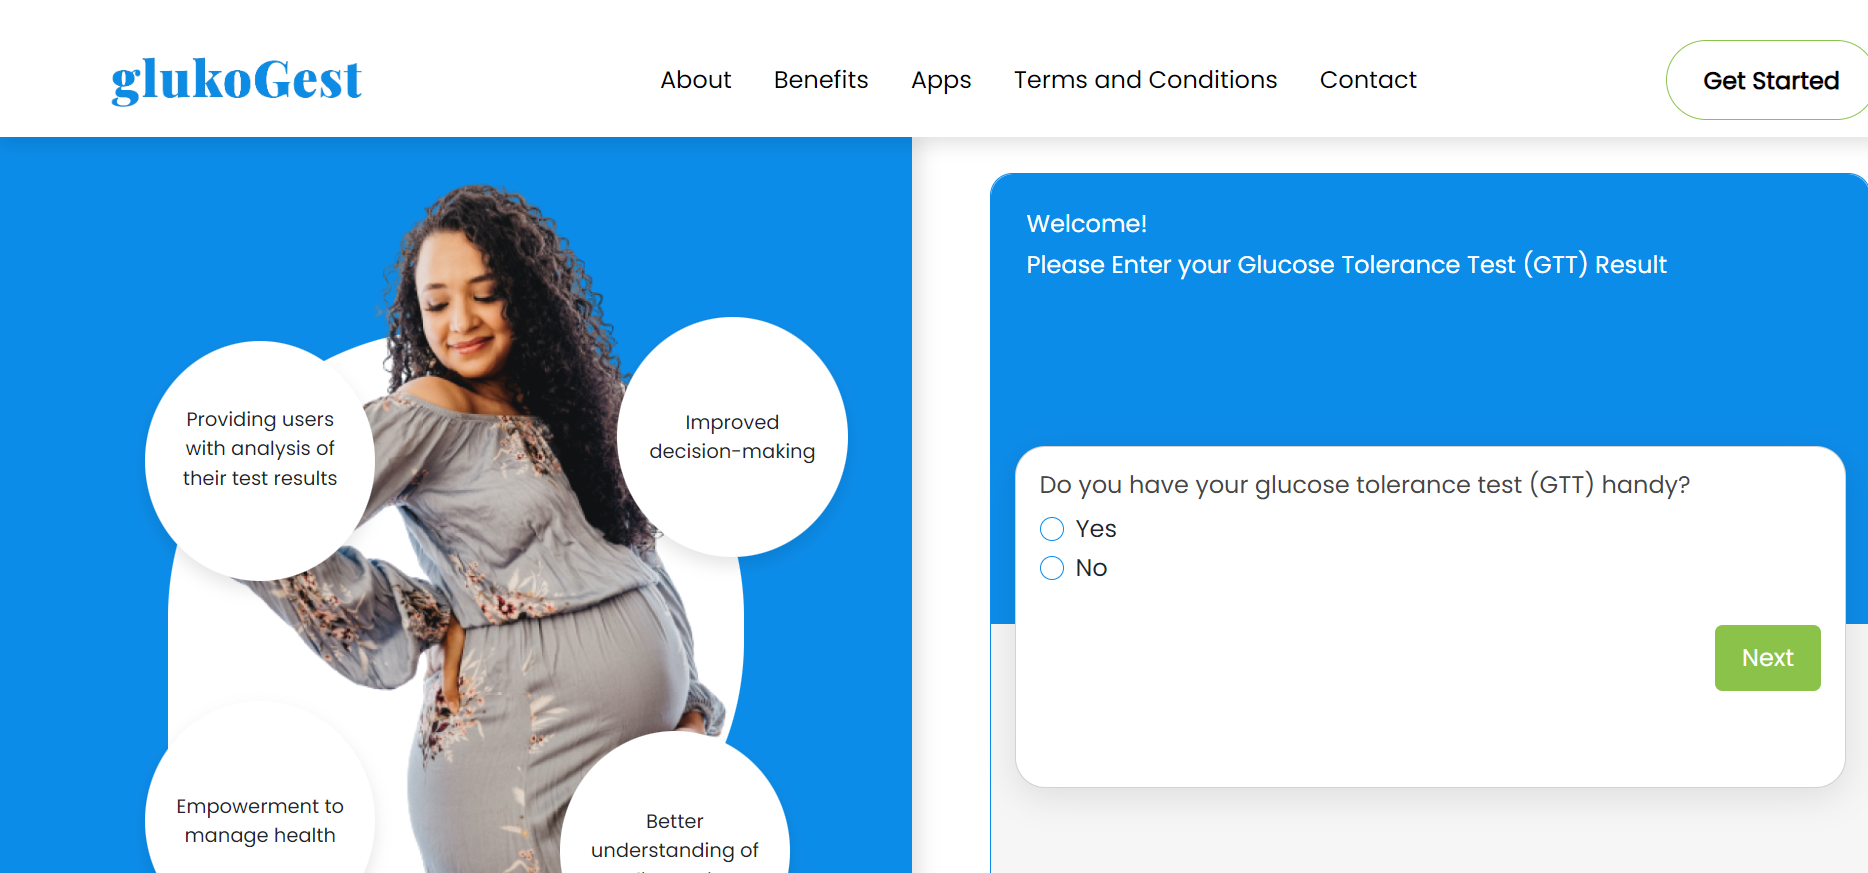 glukoGest
About
Benefits
Apps
Terms and Conditions
Contact
Get Started
Providing users
with analysis of
their test results
Improved
decision-making
Empowerment to
manage health
Better
understanding of
Welcome!
Please Enter your Glucose Tolerance Test (GTT) Result
Do you have your glucose tolerance test (GTT) handy?
Yes
No
Next